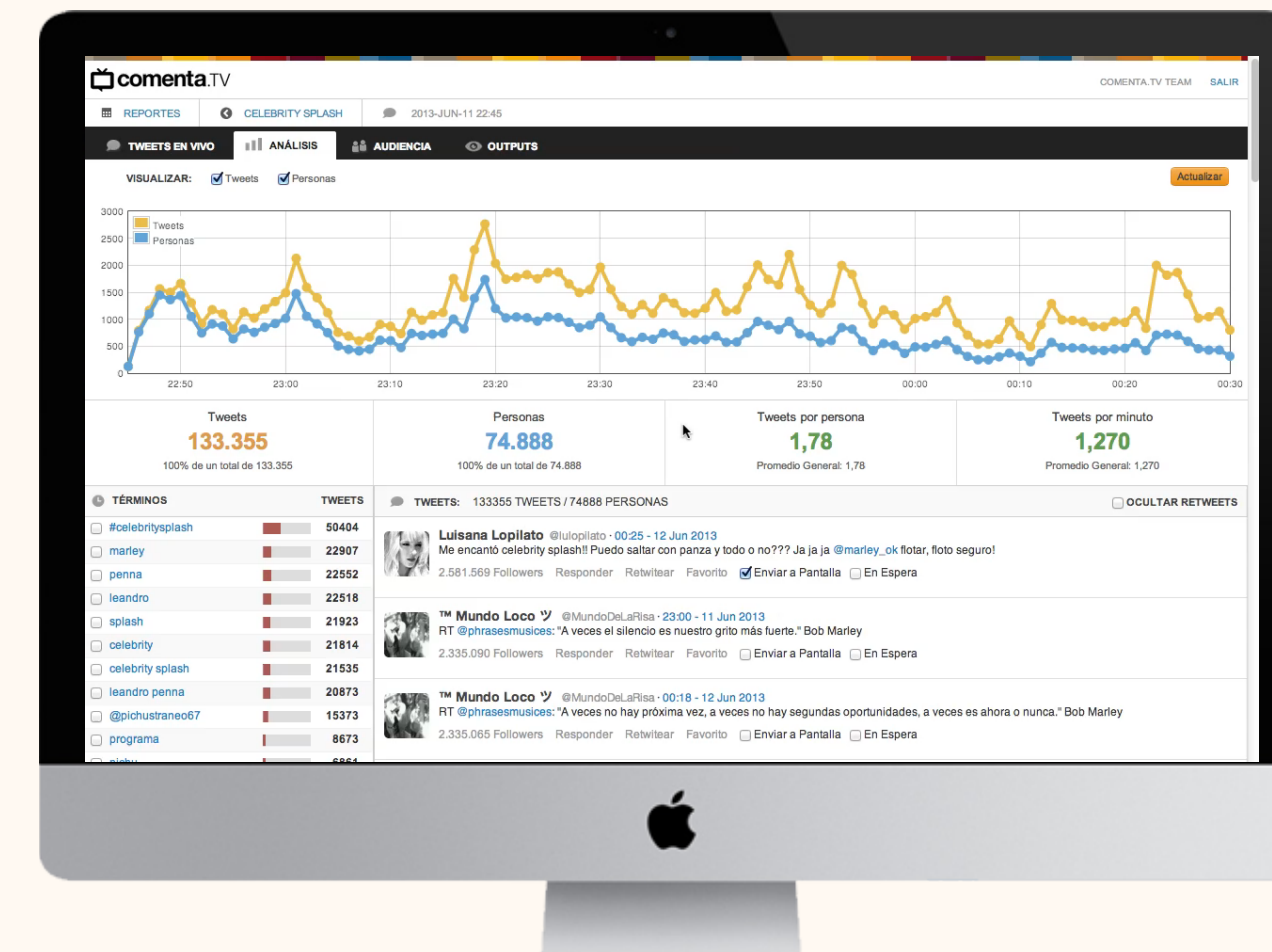 comenta.TV
COMENTA.TV TEAM SALIR
REPORTES CELEBRITY SPLASH 2013-JUN-11 22:45
TWEETS EN VIVO ANÁLISIS AUDIENCIA OUTPUTS
VISUALIZAR: Tweets Personas Actualizar
3000
2500
2000
1500
1000
500
0
Tweets
Personas
22:50 23:00 23:10 23:20 23:30 23:40 23:50 00:00 00:10 00:20 00:30
Tweets
133.355
100% de un total de 133.355
Personas
74.888
100% de un total de 74.888
Tweets por persona
1,78
Promedio General: 1,78
Tweets por minuto
1,270
Promedio General: 1,270
TÉRMINOS TWEETS
#celebritysplash 50404
marley 22907
penna 22552
leandro 22518
splash 21923
celebrity 21814
celebrity splash 21535
leandro penna 20873
@pichustraneo67 15373
programa 8673
TWEETS: 133355 TWEETS / 74888 PERSONAS OCULTAR RETWEETS
Luisana Lopilato @lulopilato · 00:25 - 12 Jun 2013
Me encantó celebrity splash!! Puedo saltar con panza y todo o no??? Ja ja ja @marley_ok flotar, floto seguro!
2.581.569 Followers Responder Retwitear Favorito Enviar a Pantalla En Espera
™ Mundo Loco ツ @MundoDeLaRisa · 23:00 - 11 Jun 2013
RT @phrasesmusices: "A veces el silencio es nuestro grito más fuerte." Bob Marley
2.335.090 Followers Responder Retwitear Favorito Enviar a Pantalla En Espera
™ Mundo Loco ツ @MundoDeLaRisa · 00:18 - 12 Jun 2013
RT @phrasesmusices: "A veces no hay próxima vez, a veces no hay segundas oportunidades, a veces es ahora o nunca." Bob Marley
2.335.065 Followers Responder Retwitear Favorito Enviar a Pantalla En Espera